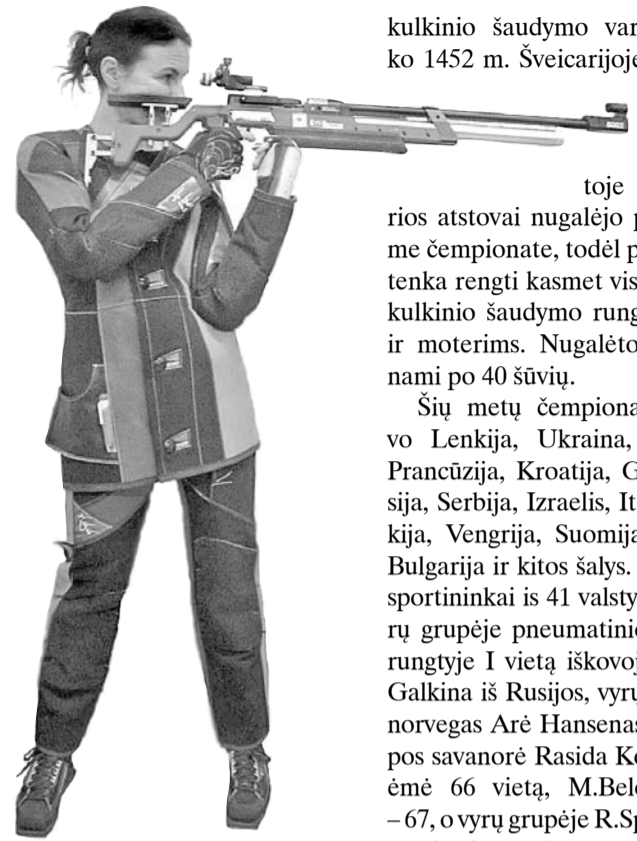 kulkinio šaudymo var
ko 1452 m. Šveicarijoje
toje
rios atstovai nugalėjo p
me čempionate, todėl p
tenka rengti kasmet vis
kulkinio šaudymo rung
ir moterims. Nugalėto
nami po 40 šūvių.
Šių metų čempiona
vo Lenkija, Ukraina,
Prancūzija, Kroatija, G
sija, Serbija, Izraelis, It
kija, Vengrija, Suomija
Bulgarija ir kitos šalys.
sportininkai is 41 valsty
rų grupėje pneumatinio
rungtyje I vietą iškovoj
Galkina iš Rusijos, vyrų
norvegas Arė Hansenas
pos savanorė Rasida Ko
ėmė 66 vietą, M.Belo
– 67, o vyrų grupėje R.Sp